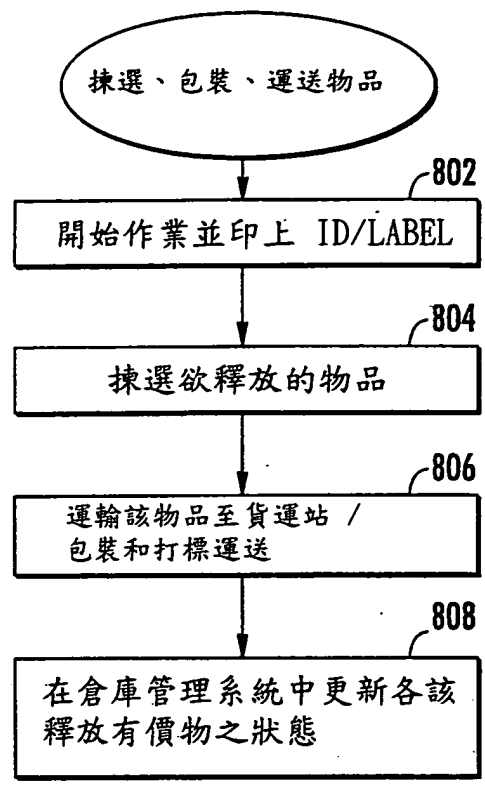 揀選、包裝、運送物品
802
開始作業並印上 ID/LABEL
804
揀選欲釋放的物品
806
運輸該物品至貨運站 /
包裝和打標運送
808
在倉庫管理系統中更新各該
釋放有價物之狀態